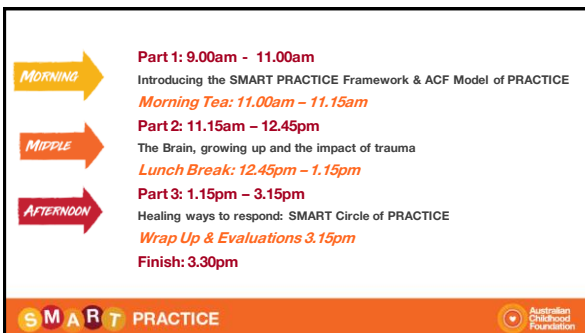 Part 1: 9.00am - 11.00am
MORNING
Introducing the SMART PRACTICE Framework & ACF Model of PRACTICE
Morning Tea: 11.00am – 11.15am
Part 2: 11.15am – 12.45pm
MIDDLE
The Brain, growing up and the impact of trauma
Lunch Break: 12.45pm – 1.15pm
Part 3: 1.15pm – 3.15pm
AFTERNOON
Healing ways to respond: SMART Circle of PRACTICE
Wrap Up & Evaluations 3.15pm
Finish: 3.30pm
SMART PRACTICE
Australian
Childhood
Foundation